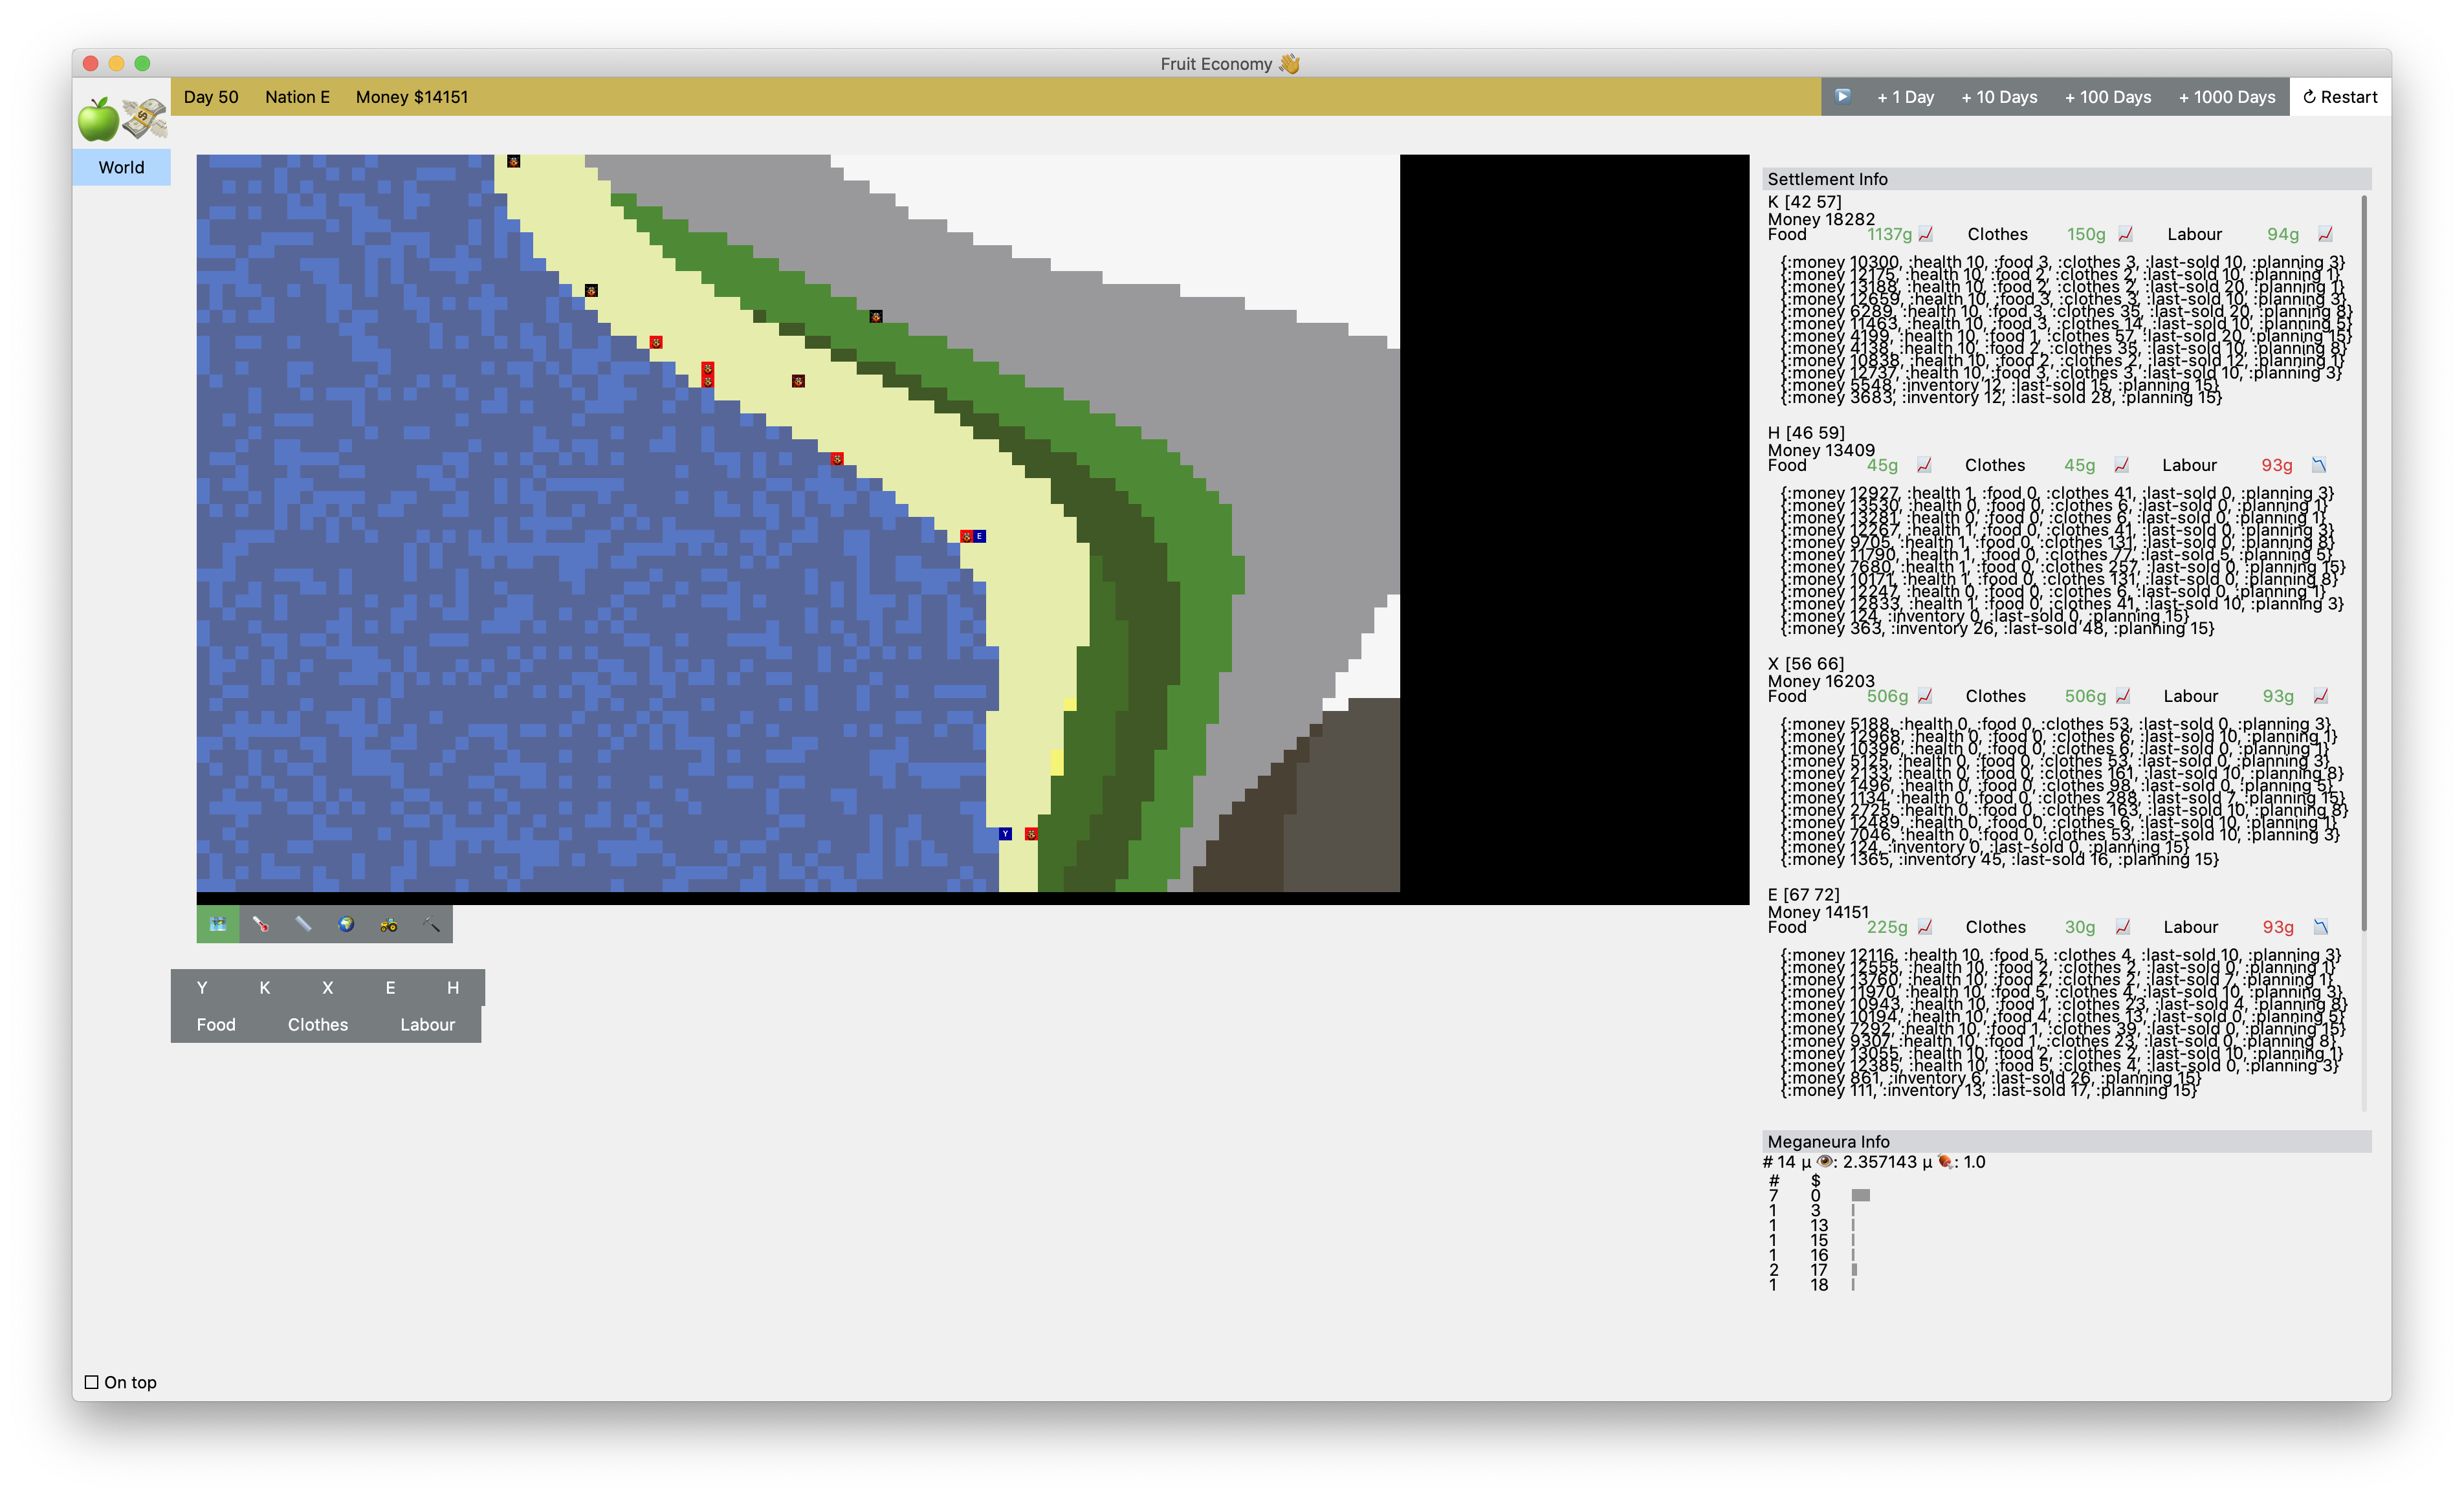 Fruit Economy 👋
Day 50 Nation E Money $14151
+ 1 Day + 10 Days + 100 Days + 1000 Days ↻ Restart
World
E
Y
Y K X E H
Food Clothes Labour
Settlement Info
K [42 57]
Money 18282
Food 1137g Clothes 150g Labour 94g
{:money 10300, :health 10, :food 3, :clothes 3, :last-sold 10, :planning 3}
{:money 12175, :health 10, :food 2, :clothes 2, :last-sold 10, :planning 1}
{:money 13188, :health 10, :food 2, :clothes 2, :last-sold 20, :planning 1}
{:money 12659, :health 10, :food 3, :clothes 3, :last-sold 10, :planning 3}
{:money 6289, :health 10, :food 3, :clothes 35, :last-sold 20, :planning 8}
{:money 11463, :health 10, :food 3, :clothes 14, :last-sold 10, :planning 5}
{:money 4199, :health 10, :food 1, :clothes 57, :last-sold 20, :planning 15}
{:money 4138, :health 10, :food 2, :clothes 35, :last-sold 10, :planning 8}
{:money 10838, :health 10, :food 2, :clothes 2, :last-sold 12, :planning 1}
{:money 12737, :health 10, :food 3, :clothes 3, :last-sold 10, :planning 3}
{:money 5548, :inventory 12, :last-sold 15, :planning 15}
{:money 3683, :inventory 12, :last-sold 28, :planning 15}
H [46 59]
Money 13409
Food 45g Clothes 45g Labour 93g
{:money 12927, :health 1, :food 0, :clothes 41, :last-sold 0, :planning 3}
{:money 13530, :health 0, :food 0, :clothes 6, :last-sold 0, :planning 1}
{:money 13281, :health 0, :food 0, :clothes 6, :last-sold 0, :planning 1}
{:money 12267, :health 1, :food 0, :clothes 41, :last-sold 0, :planning 3}
{:money 9705, :health 1, :food 0, :clothes 131, :last-sold 0, :planning 8}
{:money 11790, :health 1, :food 0, :clothes 77, :last-sold 5, :planning 5}
{:money 7680, :health 1, :food 0, :clothes 257, :last-sold 0, :planning 15}
{:money 10171, :health 1, :food 0, :clothes 131, :last-sold 0, :planning 8}
{:money 12247, :health 0, :food 0, :clothes 6, :last-sold 0, :planning 1}
{:money 12833, :health 1, :food 0, :clothes 41, :last-sold 10, :planning 3}
{:money 124, :inventory 0, :last-sold 0, :planning 15}
{:money 363, :inventory 26, :last-sold 48, :planning 15}
X [56 66]
Money 16203
Food 506g Clothes 506g Labour 93g
{:money 5188, :health 0, :food 0, :clothes 53, :last-sold 0, :planning 3}
{:money 12968, :health 0, :food 0, :clothes 6, :last-sold 10, :planning 1}
{:money 10396, :health 0, :food 0, :clothes 6, :last-sold 0, :planning 1}
{:money 5125, :health 0, :food 0, :clothes 53, :last-sold 0, :planning 3}
{:money 2133, :health 0, :food 0, :clothes 161, :last-sold 10, :planning 8}
{:money 1496, :health 0, :food 0, :clothes 98, :last-sold 0, :planning 5}
{:money 1134, :health 0, :food 0, :clothes 288, :last-sold 7, :planning 15}
{:money 2725, :health 0, :food 0, :clothes 163, :last-sold 10, :planning 8}
{:money 12489, :health 0, :food 0, :clothes 6, :last-sold 10, :planning 1}
{:money 7046, :health 0, :food 0, :clothes 53, :last-sold 10, :planning 3}
{:money 124, :inventory 0, :last-sold 0, :planning 15}
{:money 1365, :inventory 45, :last-sold 16, :planning 15}
E [67 72]
Money 14151
Food 225g Clothes 30g Labour 93g
{:money 12116, :health 10, :food 5, :clothes 4, :last-sold 10, :planning 3}
{:money 12555, :health 10, :food 2, :clothes 2, :last-sold 0, :planning 1}
{:money 13760, :health 10, :food 2, :clothes 2, :last-sold 7, :planning 1}
{:money 11970, :health 10, :food 5, :clothes 4, :last-sold 10, :planning 3}
{:money 10943, :health 10, :food 1, :clothes 23, :last-sold 4, :planning 8}
{:money 10194, :health 10, :food 4, :clothes 13, :last-sold 0, :planning 5}
{:money 7292, :health 10, :food 1, :clothes 39, :last-sold 0, :planning 15}
{:money 9307, :health 10, :food 1, :clothes 23, :last-sold 0, :planning 8}
{:money 13055, :health 10, :food 2, :clothes 2, :last-sold 10, :planning 1}
{:money 12385, :health 10, :food 5, :clothes 4, :last-sold 0, :planning 3}
{:money 861, :inventory 6, :last-sold 26, :planning 15}
{:money 111, :inventory 13, :last-sold 17, :planning 15}
Meganeura Info
# 14 µ 👁: 2.357143 µ 🍖: 1.0
# $
7 0
1 3
1 13
1 15
1 16
2 17
1 18
On top